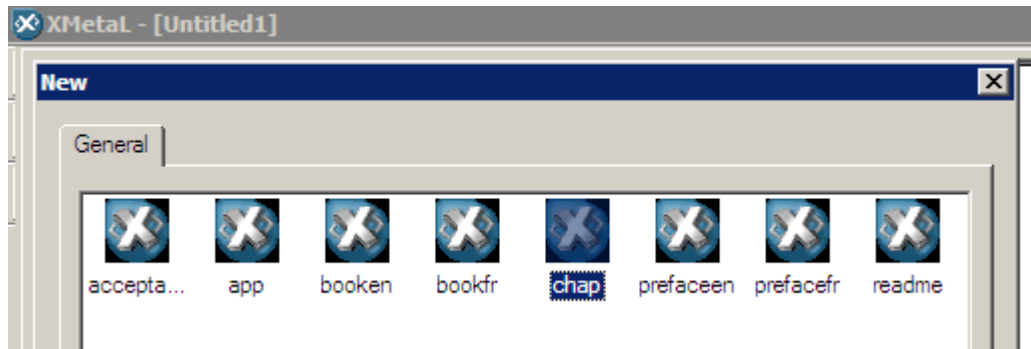 XMetaL - [Untitled1]
New
General
accepta... app booken bookfr chap prefaceen prefacefr readme